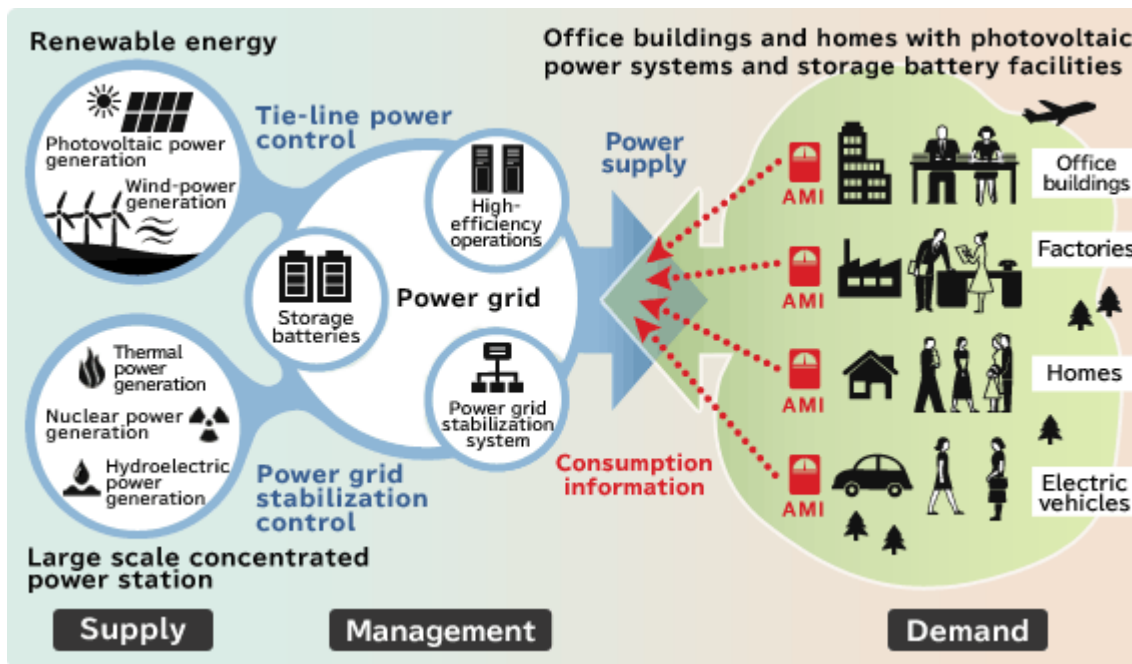 Renewable energy
Photovoltaic power
generation
Wind-power
generation
Tie-line power
control
High-
efficiency
operations
Storage
batteries
Power grid
Power grid
stabilization
system
Thermal
power
generation
Nuclear power
generation
Hydroelectric
power
generation
Power grid
stabilization
control
Large scale concentrated
power station
Office buildings and homes with photovoltaic
power systems and storage battery facilities
Power
supply
Consumption
information
AMI
Office
buildings
AMI
Factories
AMI
Homes
AMI
Electric
vehicles
Supply
Management
Demand